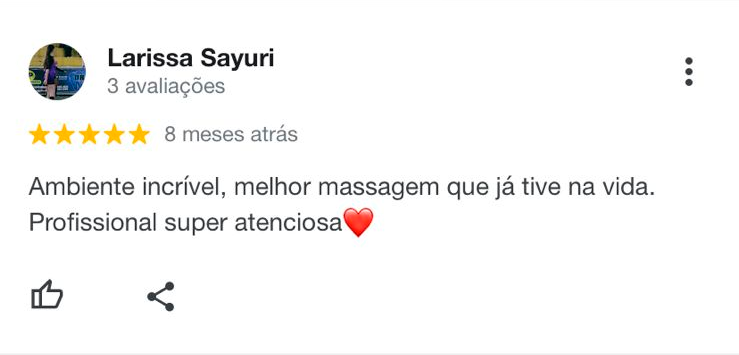 Larissa Sayuri
3 avaliações
8 meses atrás
Ambiente incrível, melhor massagem que já tive na vida.
Profissional super atenciosa❤️